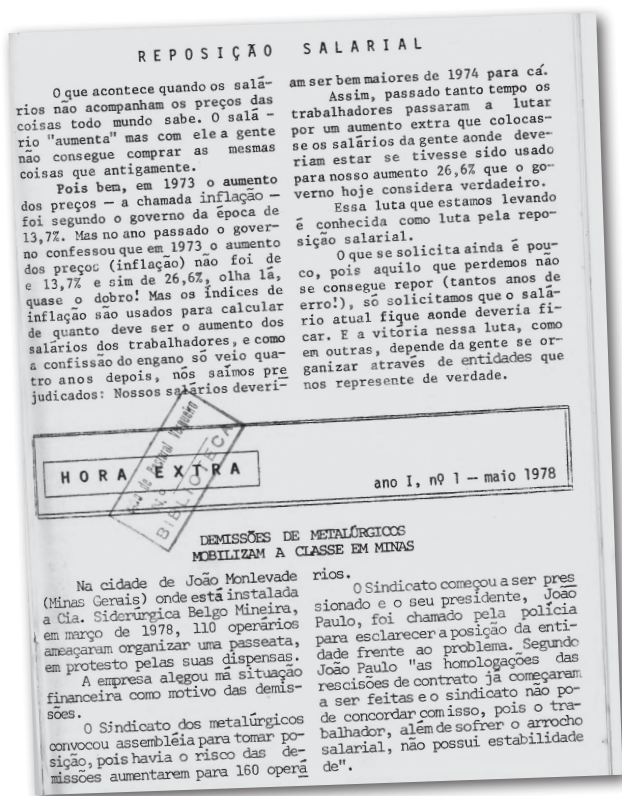 REPOSIÇÃO SALARIAL
O que acontece quando os salá-
rios não acompanham os preços das
coisas todo mundo sabe. O salá -
rio "aumenta" mas com ele a gente
não consegue comprar as mesmas
coisas que antigamente.
Pois bem, em 1973 o aumento
dos preços — a chamada inflação —
foi segundo o governo da época de
13,7%. Mas no ano passado o gover-
no confessou que em 1973 o aumento
dos preços (inflação) não foi de
e 13,7% e sim de 26,6%, olha lá,
quase o dobro! Mas os índices de
inflação são usados para calcular
de quanto deve ser o aumento dos
salários dos trabalhadores, e como
a confissão do engano só veio qua-
tro anos depois, nós saímos pre
judicados: Nossos salários deveri-
am ser bem maiores de 1974 para cá.
Assim, passado tanto tempo os
trabalhadores passaram a lutar
por um aumento extra que colocas-
se os salários da gente aonde deve-
riam estar se tivesse sido usado
para nosso aumento 26,6% que o go-
verno hoje considera verdadeiro.
Essa luta que estamos levando
é conhecida como luta pela repo-
sição salarial.
O que se solicita ainda é pou-
co, pois aquilo que perdemos não
se consegue repor (tantos anos de
erro!), só solicitamos que o salá-
rio atual fique aonde deveria fi-
car. E a vitória nessa luta, como
em outras, depende da gente se or-
ganizar através de entidades que
nos represente de verdade.
HORA EXTRA
ano I, nº 1 — maio 1978
BIBLIOTECA
DEMISSÕES DE METALÚRGICOS
MOBILIZAM A CLASSE EM MINAS
Na cidade de João Monlevade
(Minas Gerais) onde está instalada
a Cia. Siderúrgica Belgo Mineira,
em março de 1978, 110 operários
ameaçaram organizar uma passeata,
em protesto pelas suas dispensas.
A empresa alegou má situação
financeira como motivo das demis-
sões.
O Sindicato dos metalúrgicos
convocou assembléia para tomar po-
sição, pois havia o risco das de-
missões aumentarem para 160 operá
rios.
O Sindicato começou a ser pres
sionado e o seu presidente, João
Paulo, foi chamado pela polícia
para esclarecer a posição da enti-
dade frente ao problema. Segundo
João Paulo "as homologações das
rescisões de contrato já começaram
a ser feitas e o sindicato não po-
de concordar com isso, pois o tra-
balhador, além de sofrer o arrocho
salarial, não possui estabilidade
de".